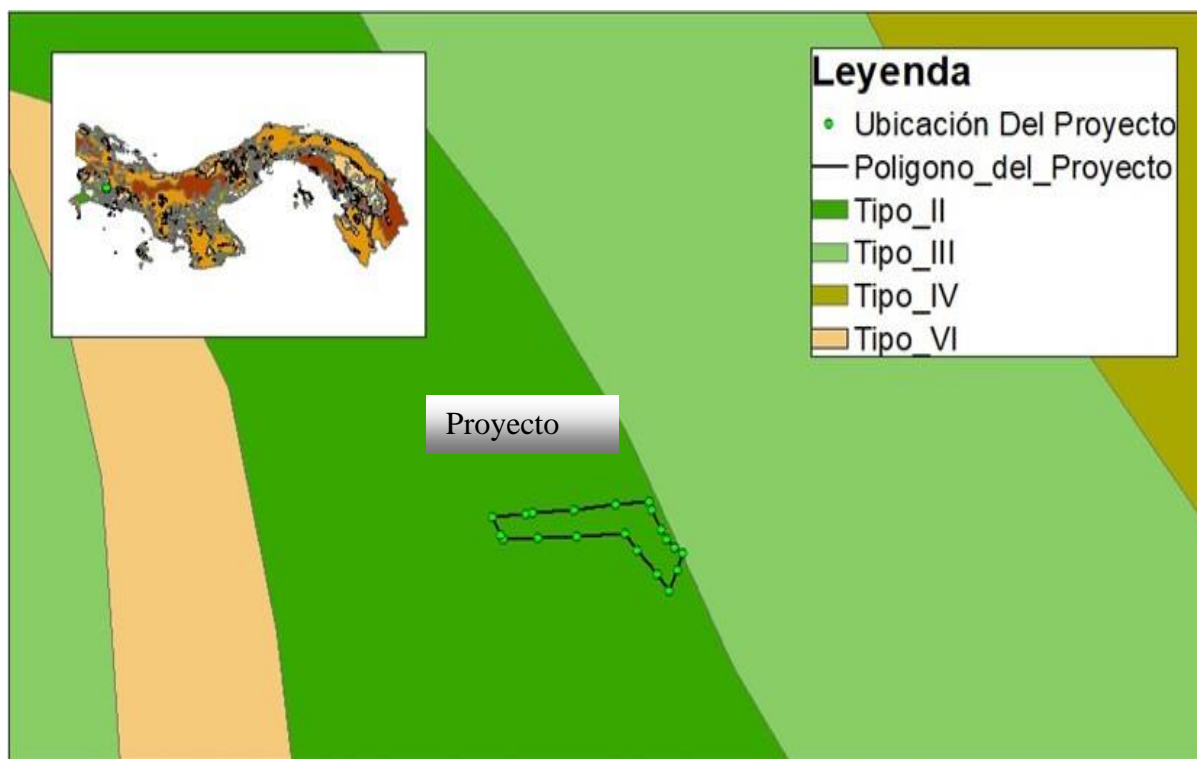 Leyenda
Ubicación Del Proyecto
Poligono_del_Proyecto
Tipo_II
Tipo_III
Tipo_IV
Tipo_VI
Proyecto